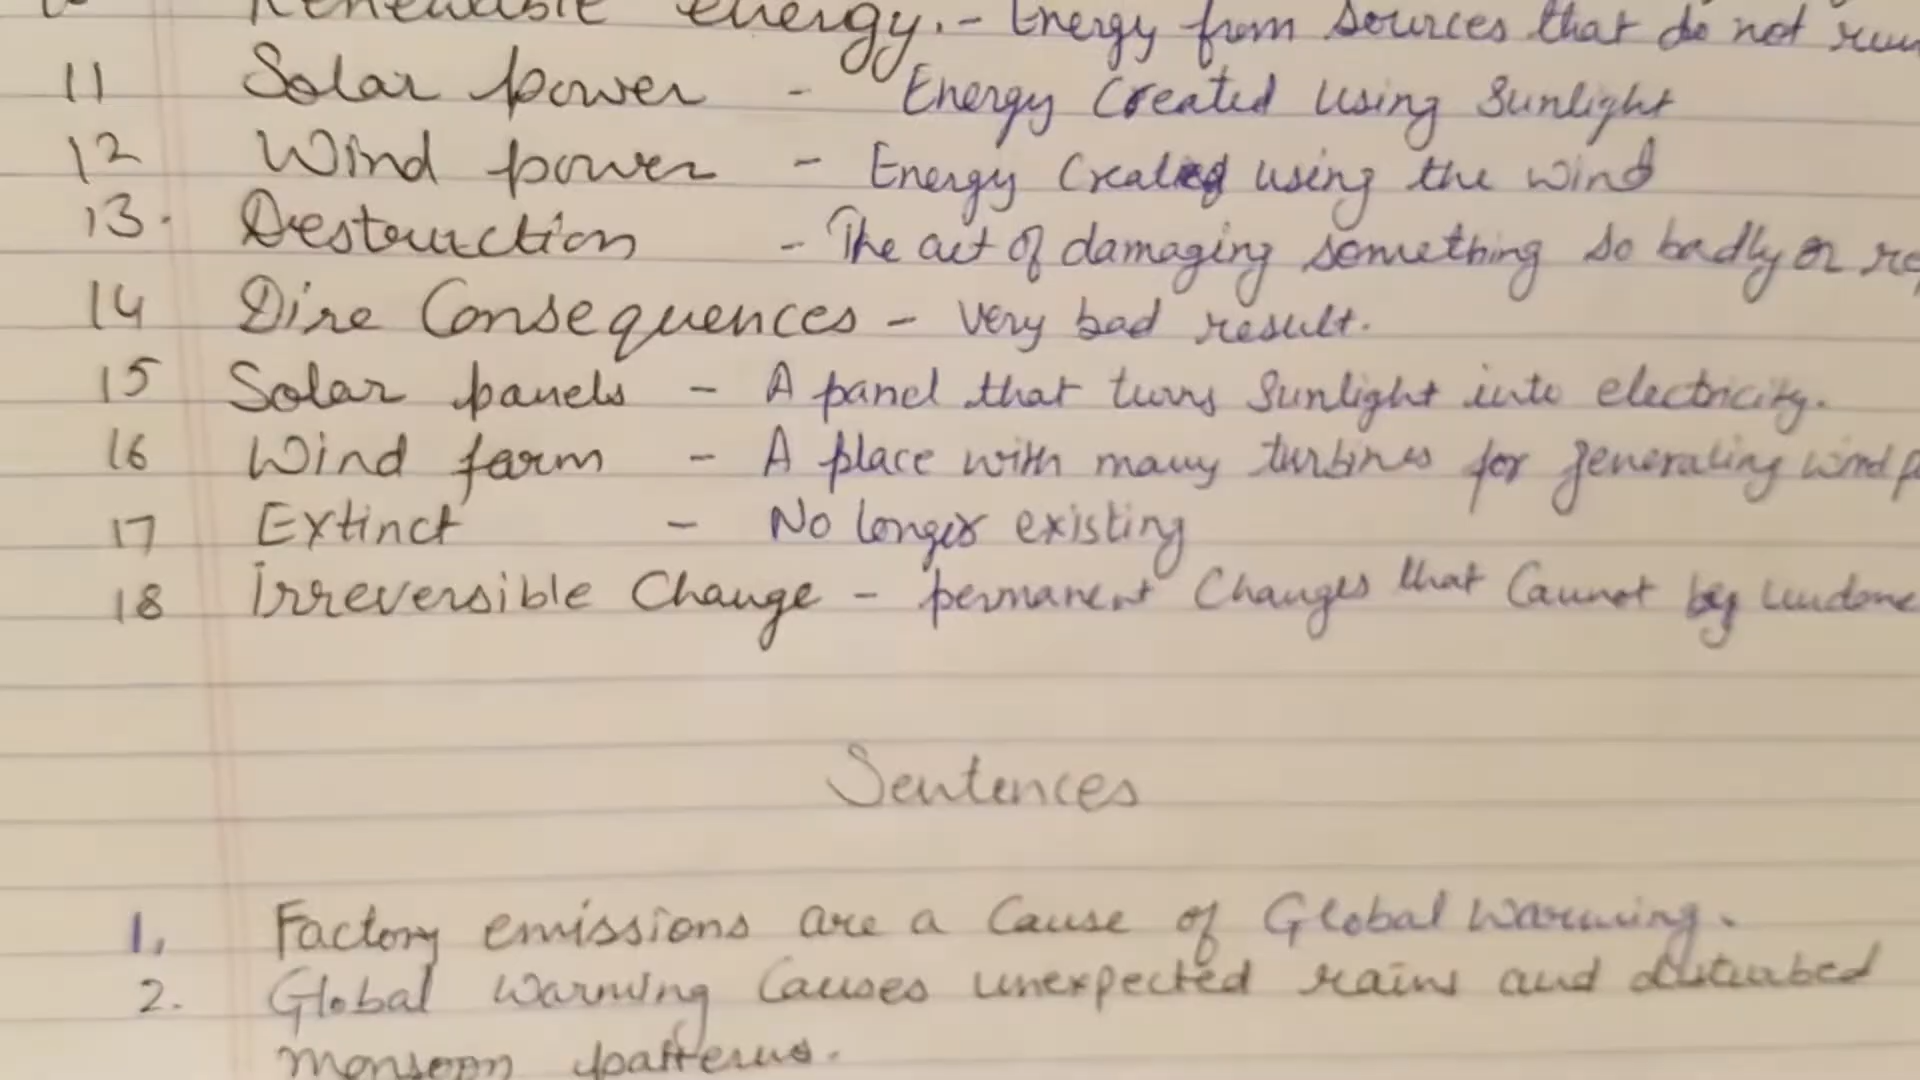 Renewable energy. - Energy from sources that do not
11 Solar power - Energy Created Using Sunlight
12 Wind power - Energy Created using the wind
13. Destruction - The act of damaging something so badly or
14 Dire Consequences - very bad result.
15 Solar panels - A panel that turns Sunlight into electricity.
16 Wind farm - A place with many turbines for generating wind
17 Extinct - No longer existing
18 Irreversible Change - permanent Changes that Cannot be undone
Sentences
1. Factory emissions are a Cause of Global Warming.
2. Global Warming Causes unexpected rains and disturbed
monsoon patterns.